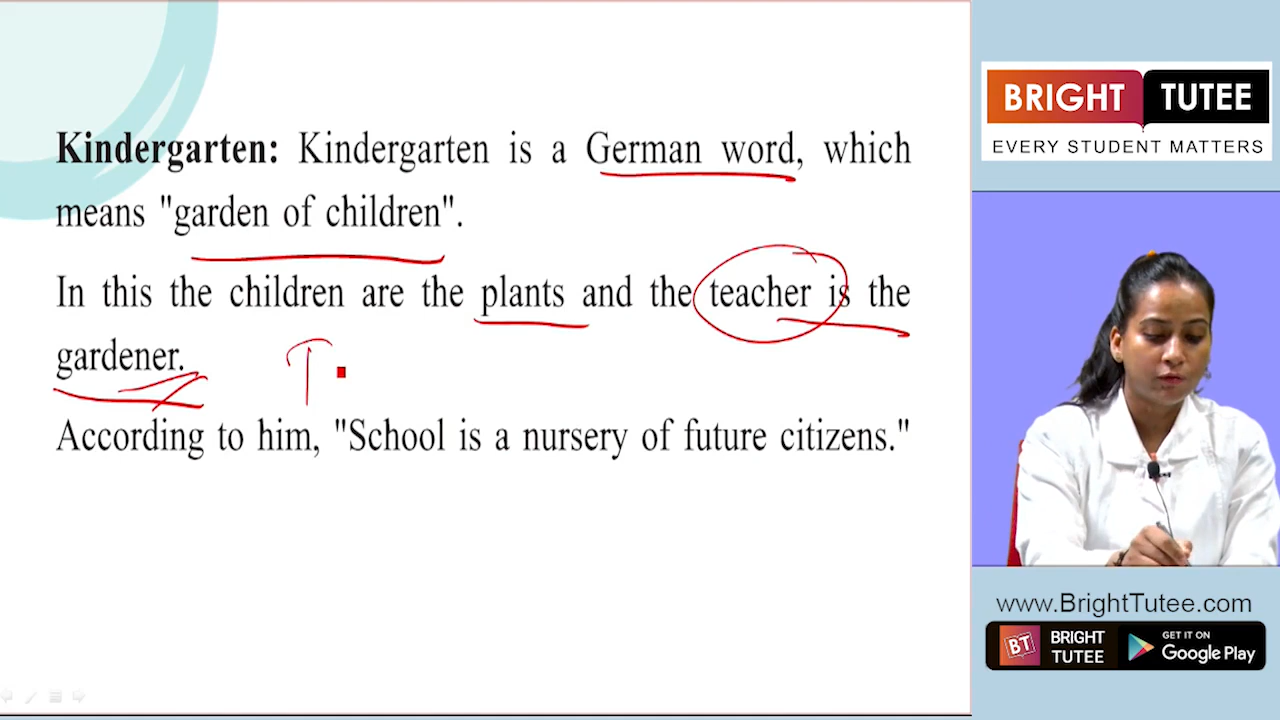 Kindergarten: Kindergarten is a German word, which
means "garden of children".
In this the children are the plants and the teacher is the
gardener.
T
According to him, "School is a nursery of future citizens."
BRIGHT TUTEE
EVERY STUDENT MATTERS
www.BrightTutee.com
BT
BRIGHT
TUTEE
GET IT ON
Google Play